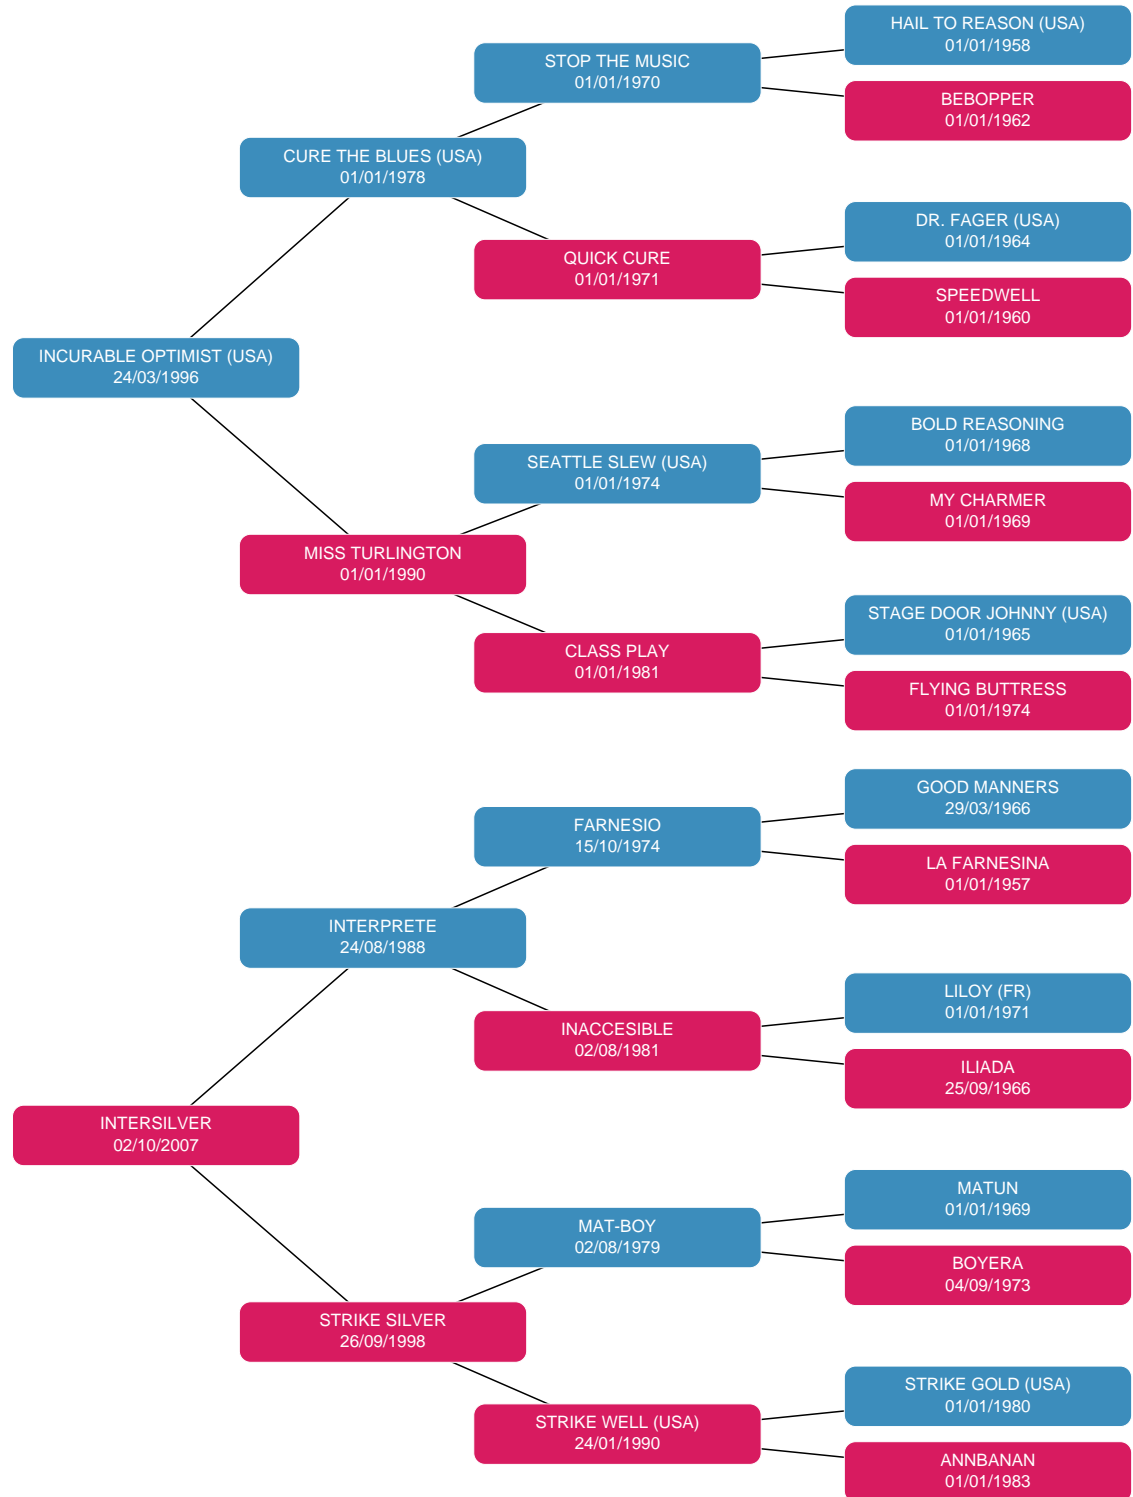 HAIL TO REASON (USA)
01/01/1958
STOP THE MUSIC
01/01/1970
BEBOPPER
01/01/1962
CURE THE BLUES (USA)
01/01/1978
DR. FAGER (USA)
01/01/1964
QUICK CURE
01/01/1971
SPEEDWELL
01/01/1960
INCURABLE OPTIMIST (USA)
24/03/1996
BOLD REASONING
01/01/1968
SEATTLE SLEW (USA)
01/01/1974
MY CHARMER
01/01/1969
MISS TURLINGTON
01/01/1990
STAGE DOOR JOHNNY (USA)
01/01/1965
CLASS PLAY
01/01/1981
FLYING BUTTRESS
01/01/1974
GOOD MANNERS
29/03/1966
FARNESIO
15/10/1974
LA FARNESINA
01/01/1957
INTERPRETE
24/08/1988
LILOY (FR)
01/01/1971
INACCESIBLE
02/08/1981
ILIADA
25/09/1966
INTERSILVER
02/10/2007
MATUN
01/01/1969
MAT-BOY
02/08/1979
BOYERA
04/09/1973
STRIKE SILVER
26/09/1998
STRIKE GOLD (USA)
01/01/1980
STRIKE WELL (USA)
24/01/1990
ANNBANAN
01/01/1983